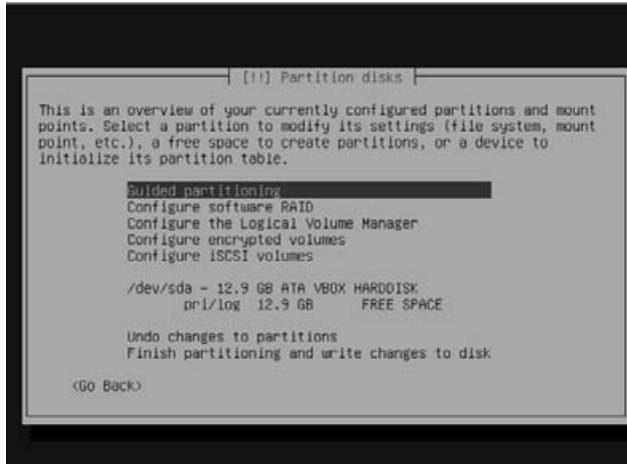 [!!] Partition disks
This is an overview of your currently configured partitions and mount
points. Select a partition to modify its settings (file system, mount
point, etc.), a free space to create partitions, or a device to
initialize its partition table.
Guided partitioning
Configure software RAID
Configure the Logical Volume Manager
Configure encrypted volumes
Configure iSCSI volumes
/dev/sda - 12.9 GB ATA VBOX HARDDISK
pri/log 12.9 GB FREE SPACE
Undo changes to partitions
Finish partitioning and write changes to disk
<Go Back>